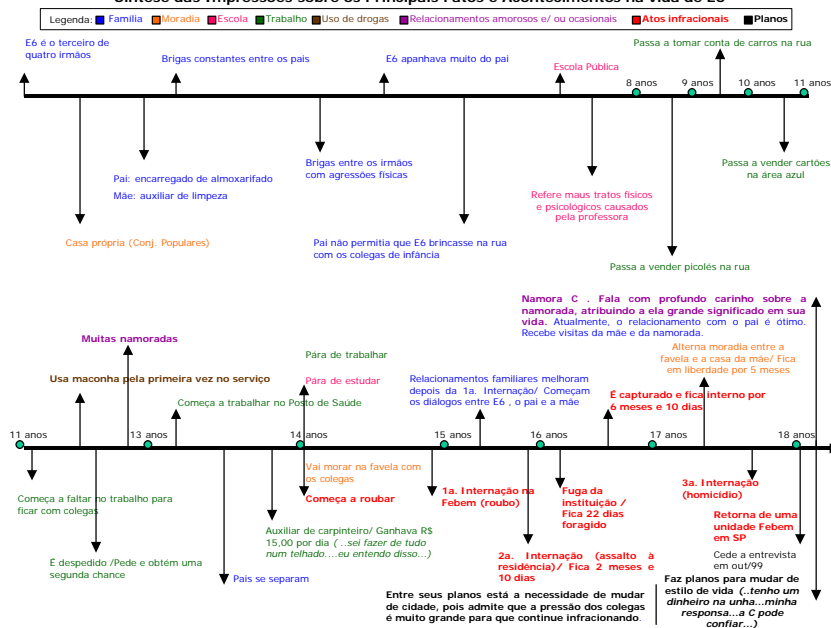 Síntese das Impressões sobre os Principais Fatos e Acontecimentos na vida de E6
Legenda: Família Moradia Escola Trabalho Uso de drogas Relacionamentos amorosos e/ ou ocasionais Atos infracionais Planos
E6 é o terceiro de
quatro irmãos
Brigas constantes entre os pais
E6 apanhava muito do pai
Escola Pública
Passa a tomar conta de carros na rua
8 anos
9 anos
10 anos
11 anos
Pai: encarregado de almoxarifado
Mãe: auxiliar de limpeza
Brigas entre os irmãos
com agressões físicas
Refere maus tratos físicos
e psicológicos causados
pela professora
Passa a vender cartões
na área azul
Casa própria (Conj. Populares)
Pai não permitia que E6 brincasse na rua
com os colegas de infância
Passa a vender picolés na rua
Namora C . Fala com profundo carinho sobre a
namorada, atribuindo a ela grande significado em sua
vida. Atualmente, o relacionamento com o pai é ótimo.
Recebe visitas da mãe e da namorada.
Muitas namoradas
Usa maconha pela primeira vez no serviço
Começa a trabalhar no Posto de Saúde
Pára de trabalhar
Pára de estudar
Relacionamentos familiares melhoram
depois da 1a. Internação/ Começam
os diálogos entre E6 , o pai e a mãe
Alterna moradia entre a
favela e a casa da mãe/ Fica
em liberdade por 5 meses
É capturado e fica interno por
6 meses e 10 dias
11 anos
13 anos
14 anos
15 anos
16 anos
17 anos
18 anos
Começa a faltar no trabalho para
ficar com colegas
É despedido /Pede e obtém uma
segunda chance
Pais se separam
Vai morar na favela com
os colegas
Começa a roubar
Auxiliar de carpinteiro/ Ganhava R$
15,00 por dia ( ..sei fazer de tudo
num telhado....eu entendo disso...)
1a. Internação na
Febem (roubo)
2a. Internação (assalto à
residência)/ Fica 2 meses e
10 dias
Fuga da
instituição /
Fica 22 dias
foragido
3a. Internação
(homicídio)
Retorna de uma
unidade Febem
em SP
Cede a entrevista
em out/99
Entre seus planos está a necessidade de mudar
de cidade, pois admite que a pressão dos colegas
é muito grande para que continue infracionando.
Faz planos para mudar de
estilo de vida (..tenho um
dinheiro na unha...minha
responsa...a C pode
confiar...)